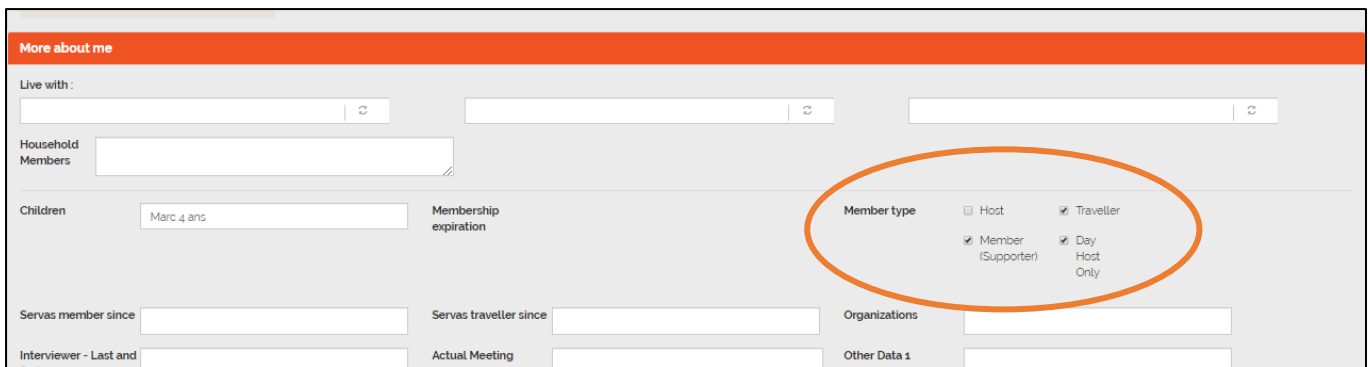 More about me
Live with :
Household
Members
Children
Marc 4 ans
Membership
expiration
Member type
Host
Traveller
Member
(Supporter)
Day
Host
Only
Servas member since
Servas traveller since
Organizations
Interviewer - Last and
Actual Meeting
Other Data 1